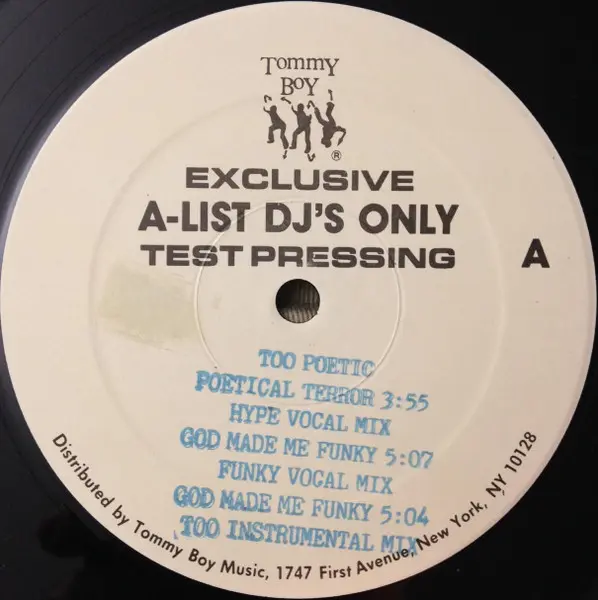 Tommy
Boy
®
EXCLUSIVE
A-LIST DJ'S ONLY
TEST PRESSING
A
TOO POETIC
POETICAL TERROR 3:55
HYPE VOCAL MIX
GOD MADE ME FUNKY 5:07
FUNKY VOCAL MIX
GOD MADE ME FUNKY 5:04
TOO INSTRUMENTAL MIX
Distributed by Tommy Boy Music, 1747 First Avenue, New York, NY 10128